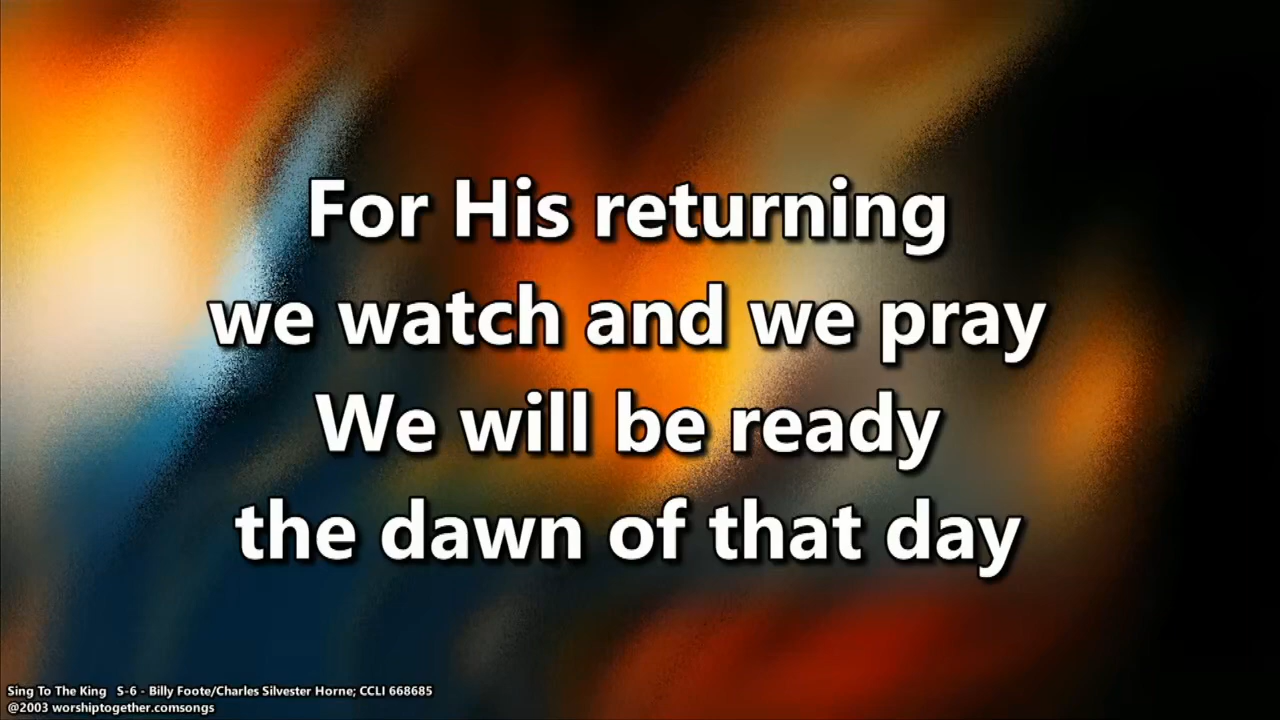 For His returning
we watch and we pray
We will be ready
the dawn of that day
Sing To The King S-6 - Billy Foote/Charles Silvester Horne; CCLI 668685
@2003 worshiptogether.comsongs